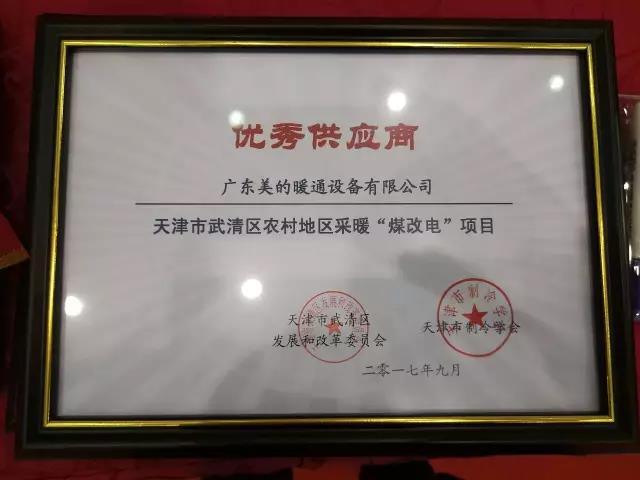 优秀供应商
广东美的暖通设备有限公司
天津市武清区农村地区采暖“煤改电”项目
天津市武清区
发展和改革委员会
天津市制冷学会
二零一七年九月